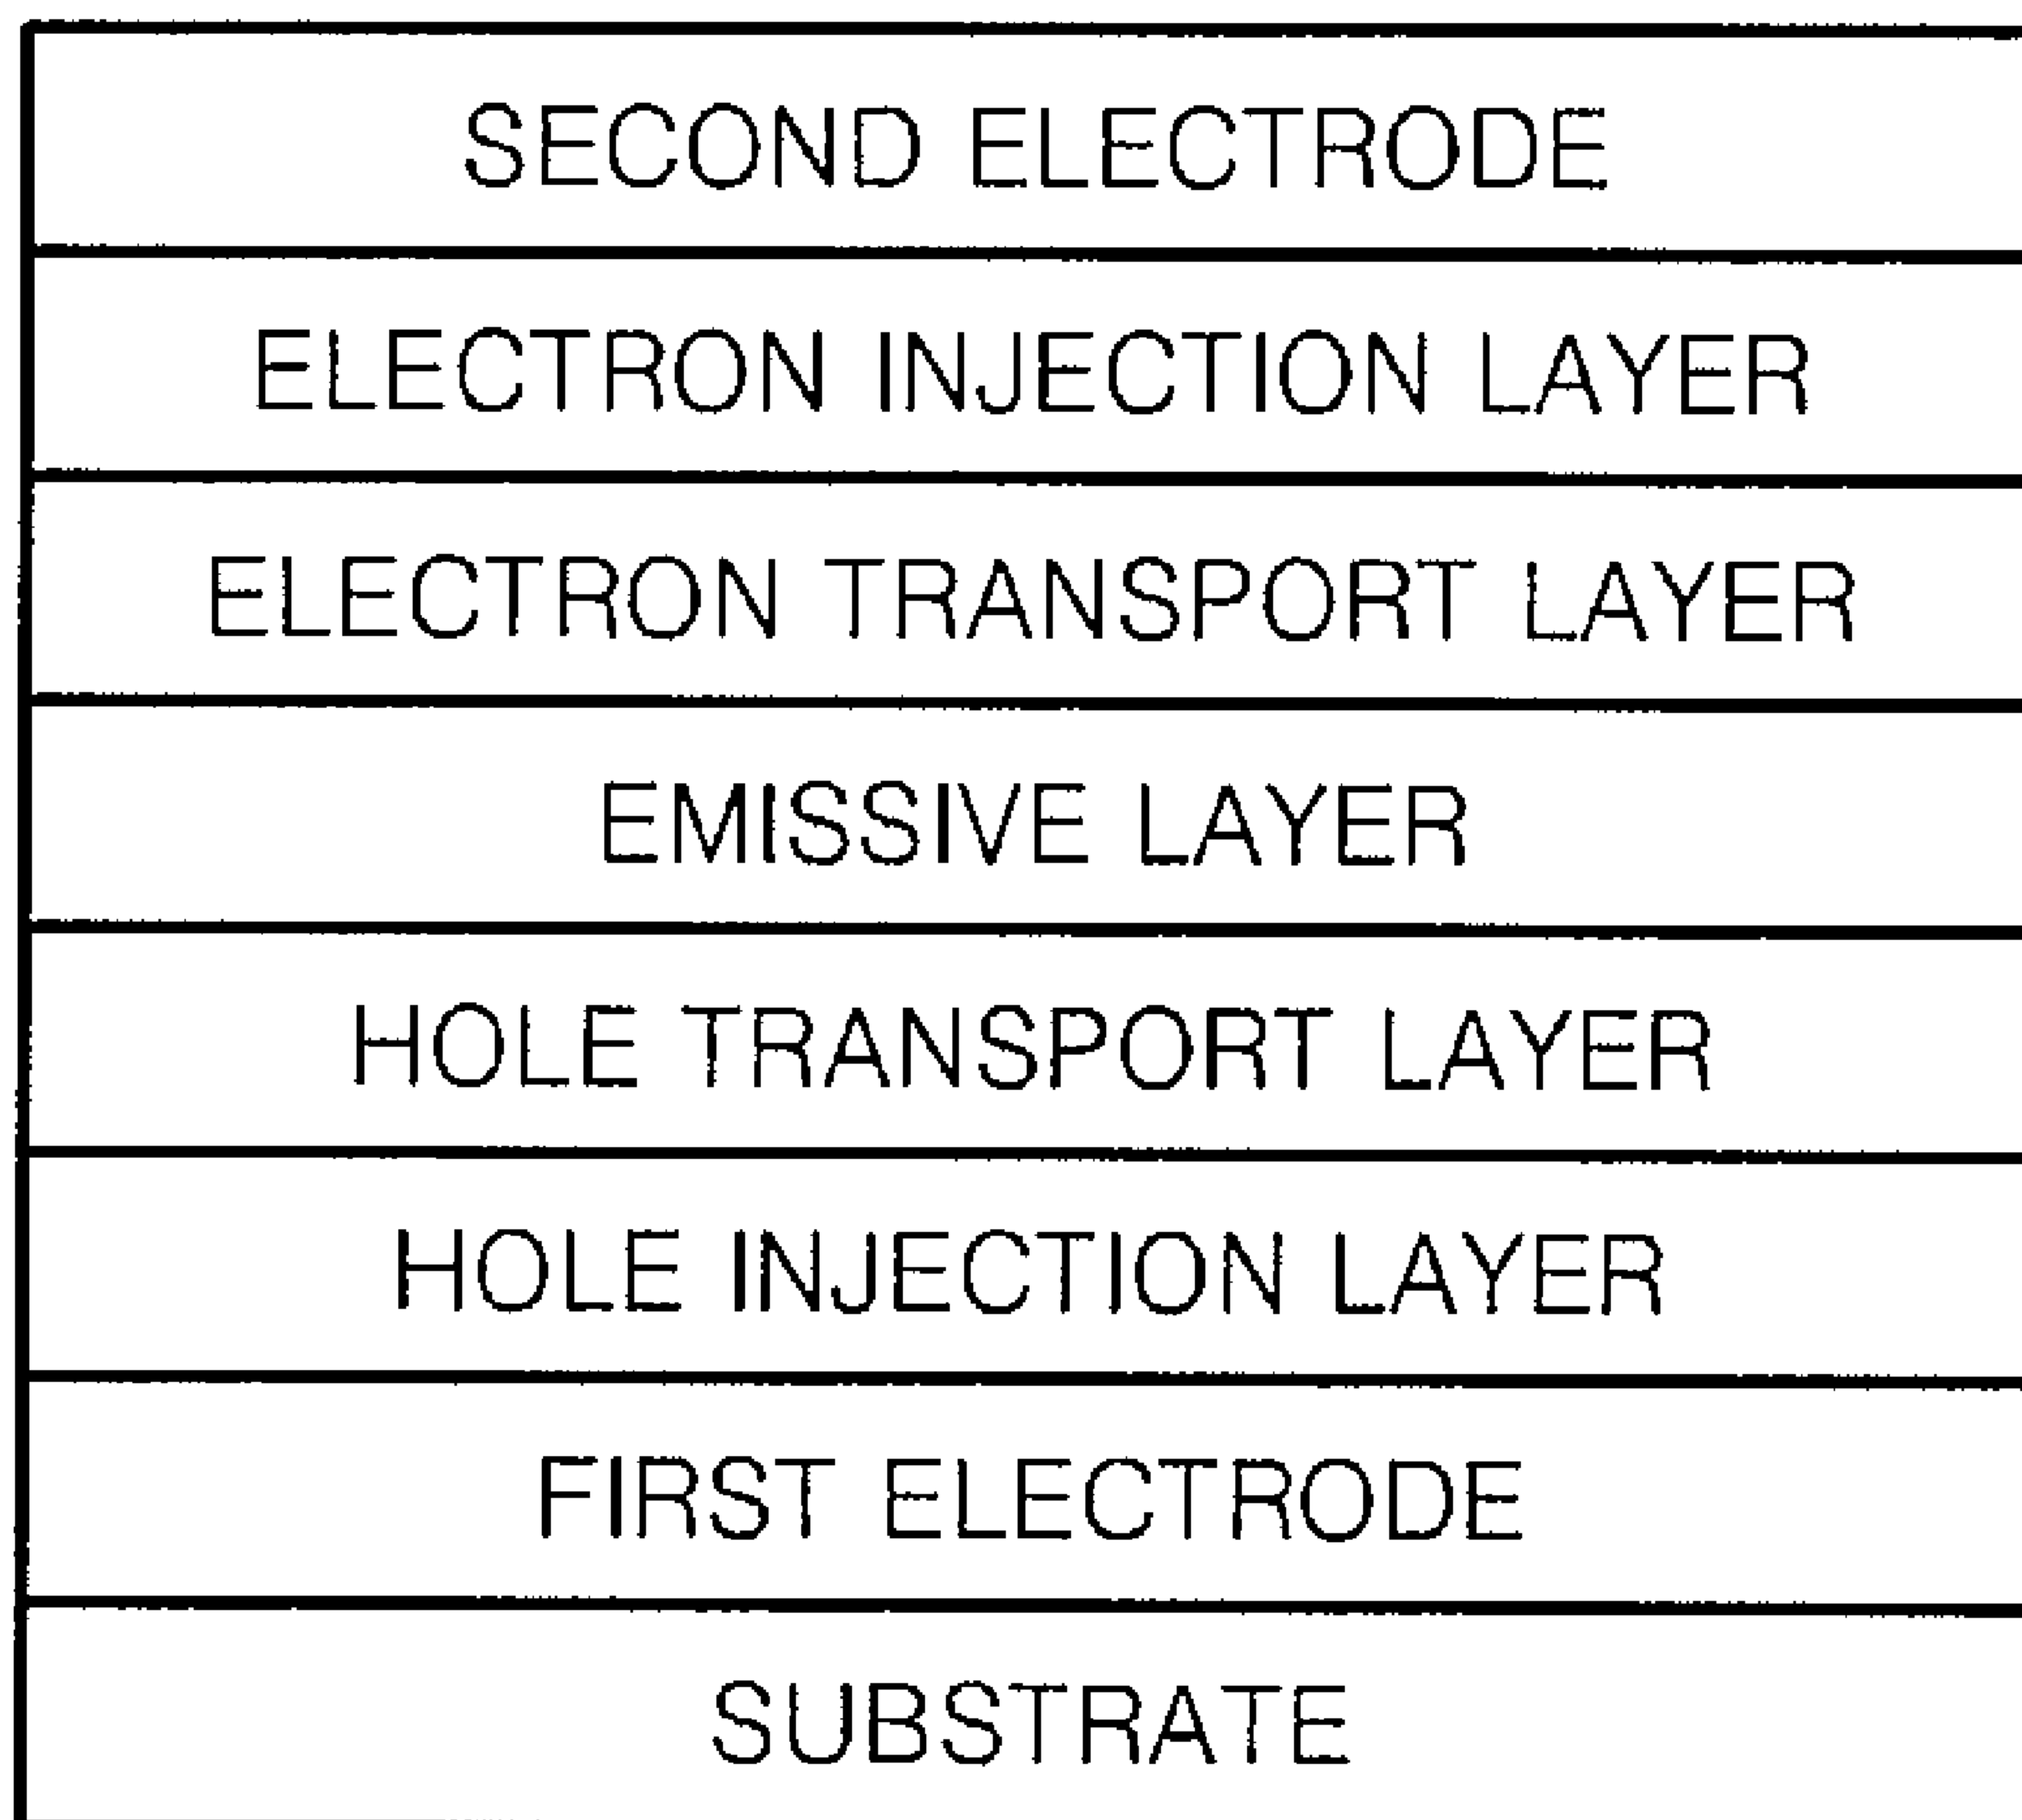 SECOND ELECTRODE
ELECTRON INJECTION LAYER
ELECTRON TRANSPORT LAYER
EMISSIVE LAYER
HOLE TRANSPORT LAYER
HOLE INJECTION LAYER
FIRST ELECTRODE
SUBSTRATE